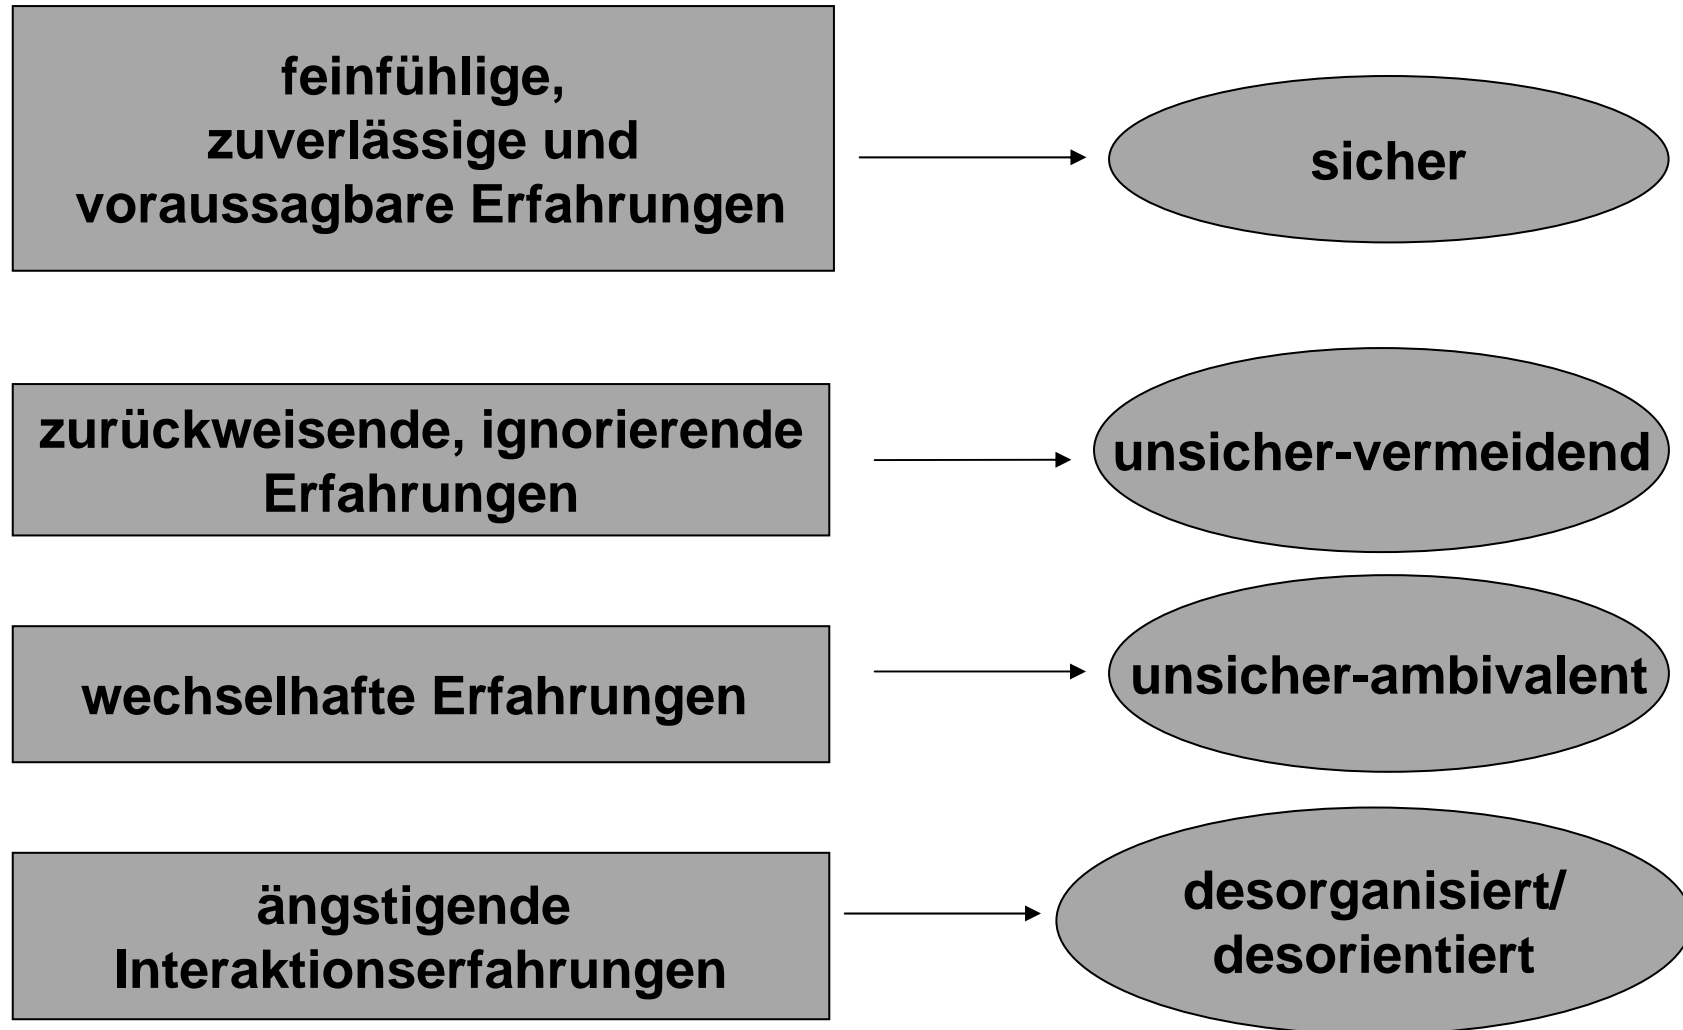 feinfühlige,
zuverlässige und
voraussagbare Erfahrungen
sicher
zurückweisende, ignorierende
Erfahrungen
unsicher-vermeidend
wechselhafte Erfahrungen
unsicher-ambivalent
ängstigende
Interaktionserfahrungen
desorganisiert/
desorientiert